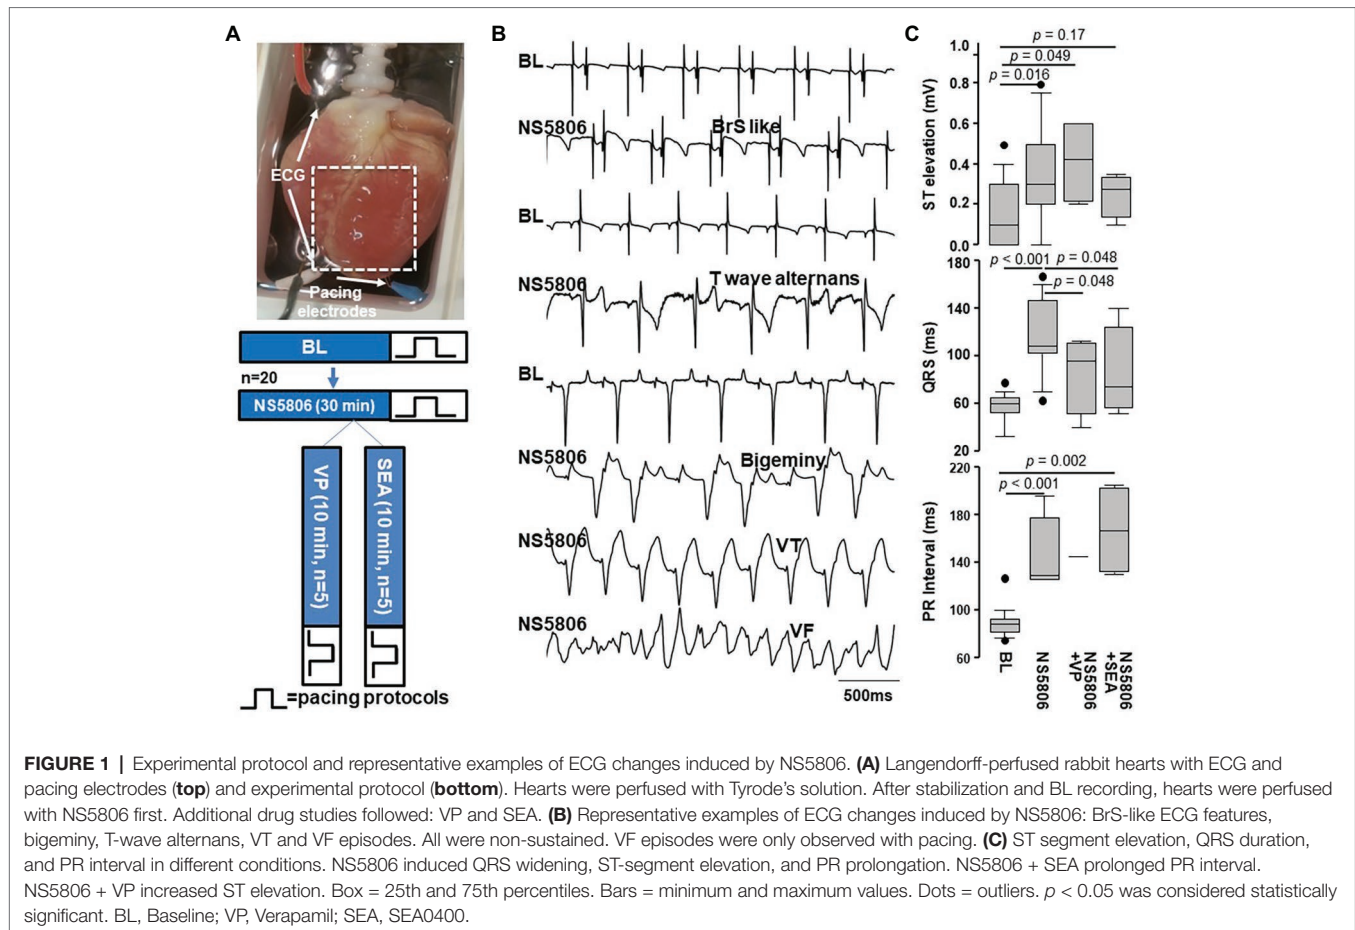 A
ECG
Pacing
electrodes
BL
n=20
NS5806 (30 min)
VP (10 min, n=5)
SEA (10 min, n=5)
=pacing protocols
B
BL
NS5806
BrS like
BL
NS5806
T wave alternans
BL
NS5806
Bigeminy
NS5806
VT
NS5806
VF
500ms
C
p = 0.17
p = 0.049
p = 0.016
ST elevation (mV)
1.0
0.8
0.6
0.4
0.2
0.0
p < 0.001
p = 0.048
p = 0.048
QRS (ms)
180
140
100
60
20
p = 0.002
p < 0.001
PR Interval (ms)
220
180
140
100
60
BL
NS5806
NS5806
+VP
NS5806
+SEA
FIGURE 1 | Experimental protocol and representative examples of ECG changes induced by NS5806. (A) Langendorff-perfused rabbit hearts with ECG and
pacing electrodes (top) and experimental protocol (bottom). Hearts were perfused with Tyrode’s solution. After stabilization and BL recording, hearts were perfused
with NS5806 first. Additional drug studies followed: VP and SEA. (B) Representative examples of ECG changes induced by NS5806: BrS-like ECG features,
bigeminy, T-wave alternans, VT and VF episodes. All were non-sustained. VF episodes were only observed with pacing. (C) ST segment elevation, QRS duration,
and PR interval in different conditions. NS5806 induced QRS widening, ST-segment elevation, and PR prolongation. NS5806 + SEA prolonged PR interval.
NS5806 + VP increased ST elevation. Box = 25th and 75th percentiles. Bars = minimum and maximum values. Dots = outliers. p < 0.05 was considered statistically
significant. BL, Baseline; VP, Verapamil; SEA, SEA0400.